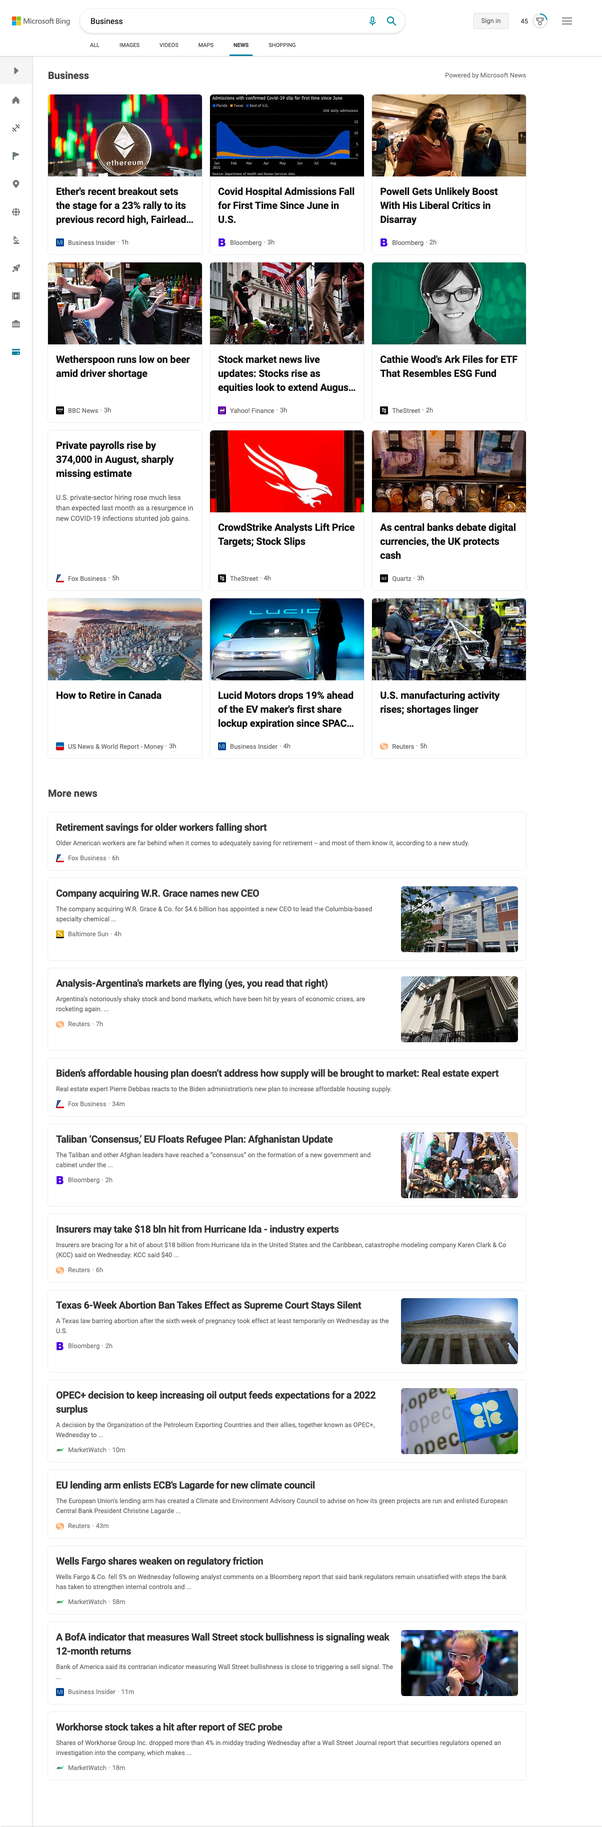 Microsoft Bing
Business
Sign in
45
ALL
IMAGES
VIDEOS
MAPS
NEWS
SHOPPING
Business
Powered by Microsoft News
ethereum
Admissions with confirmed Covid-19 slip for first time since June
Ether's recent breakout sets
the stage for a 23% rally to its
previous record high, Fairlead...
Business Insider · 1h
Covid Hospital Admissions Fall
for First Time Since June in
U.S.
Bloomberg · 3h
Powell Gets Unlikely Boost
With His Liberal Critics in
Disarray
Bloomberg · 2h
Wetherspoon runs low on beer
amid driver shortage
BBC News · 3h
Stock market news live
updates: Stocks rise as
equities look to extend Augus...
Yahoo! Finance · 3h
Cathie Wood's Ark Files for ETF
That Resembles ESG Fund
TheStreet · 2h
Private payrolls rise by
374,000 in August, sharply
missing estimate
U.S. private-sector hiring rose much less
than expected last month as a resurgence in
new COVID-19 infections stunted job gains.
Fox Business · 5h
CrowdStrike Analysts Lift Price
Targets; Stock Slips
TheStreet · 4h
As central banks debate digital
currencies, the UK protects
cash
Quartz · 3h
How to Retire in Canada
US News & World Report - Money · 3h
LUCID
Lucid Motors drops 19% ahead
of the EV maker's first share
lockup expiration since SPAC...
Business Insider · 4h
U.S. manufacturing activity
rises; shortages linger
Reuters · 5h
More news
Retirement savings for older workers falling short
Older American workers are far behind when it comes to adequately saving for retirement – and most of them know it, according to a new study.
Fox Business · 6h
Company acquiring W.R. Grace names new CEO
The company acquiring W.R. Grace & Co. for $4.6 billion has appointed a new CEO to lead the Columbia-based
specialty chemical ...
Baltimore Sun · 4h
Analysis-Argentina's markets are flying (yes, you read that right)
Argentina's notoriously shaky stock and bond markets, which have been hit by years of economic crises, are
rocketing again. ...
Reuters · 7h
Biden's affordable housing plan doesn't address how supply will be brought to market: Real estate expert
Real estate expert Pierre Debbas reacts to the Biden administration's new plan to increase affordable housing supply.
Fox Business · 34m
Taliban 'Consensus,' EU Floats Refugee Plan: Afghanistan Update
The Taliban and other Afghan leaders have reached a "consensus" on the formation of a new government and
cabinet under the ...
Bloomberg · 2h
Insurers may take $18 bln hit from Hurricane Ida - industry experts
Insurers are bracing for a hit of about $18 billion from Hurricane Ida in the United States and the Caribbean, catastrophe modeling company Karen Clark & Co
(KCC) said on Wednesday. KCC said $40 ...
Reuters · 6h
Texas 6-Week Abortion Ban Takes Effect as Supreme Court Stays Silent
A Texas law barring abortion after the sixth week of pregnancy took effect at least temporarily on Wednesday as the
U.S.
Bloomberg · 2h
OPEC+ decision to keep increasing oil output feeds expectations for a 2022
surplus
A decision by the Organization of the Petroleum Exporting Countries and their allies, together known as OPEC+,
Wednesday to ...
MarketWatch · 10m
EU lending arm enlists ECB's Lagarde for new climate council
The European Union's lending arm has created a Climate and Environment Advisory Council to advise on how its green projects are run and enlisted European
Central Bank President Christine Lagarde ...
Reuters · 43m
Wells Fargo shares weaken on regulatory friction
Wells Fargo & Co. fell 5% on Wednesday following analyst comments on a Bloomberg report that said bank regulators remain unsatisfied with steps the bank
has taken to strengthen internal controls and ...
MarketWatch · 58m
A BofA indicator that measures Wall Street stock bullishness is signaling weak
12-month returns
Bank of America said its contrarian indicator measuring Wall Street bullishness is close to triggering a sell signal. The
...
Business Insider · 11m
Workhorse stock takes a hit after report of SEC probe
Shares of Workhorse Group Inc. dropped more than 4% in midday trading Wednesday after a Wall Street Journal report that securities regulators opened an
investigation into the company, which makes ...
MarketWatch · 18m